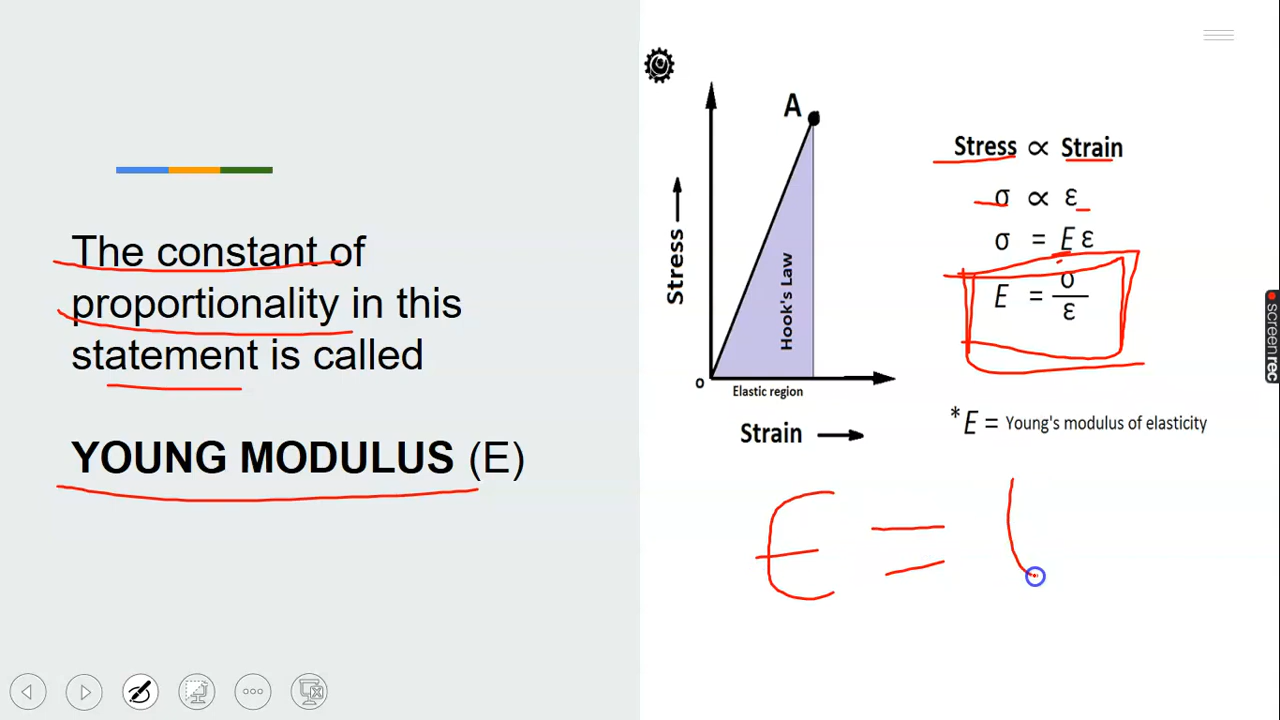 The constant of
proportionality in this
statement is called
YOUNG MODULUS (E)
A
Stress
Hook's Law
o
Elastic region
Strain
Stress ∝ Strain
σ ∝ ε
σ = E ε
E = σ/ε
*E = Young's modulus of elasticity
E =
screenrec